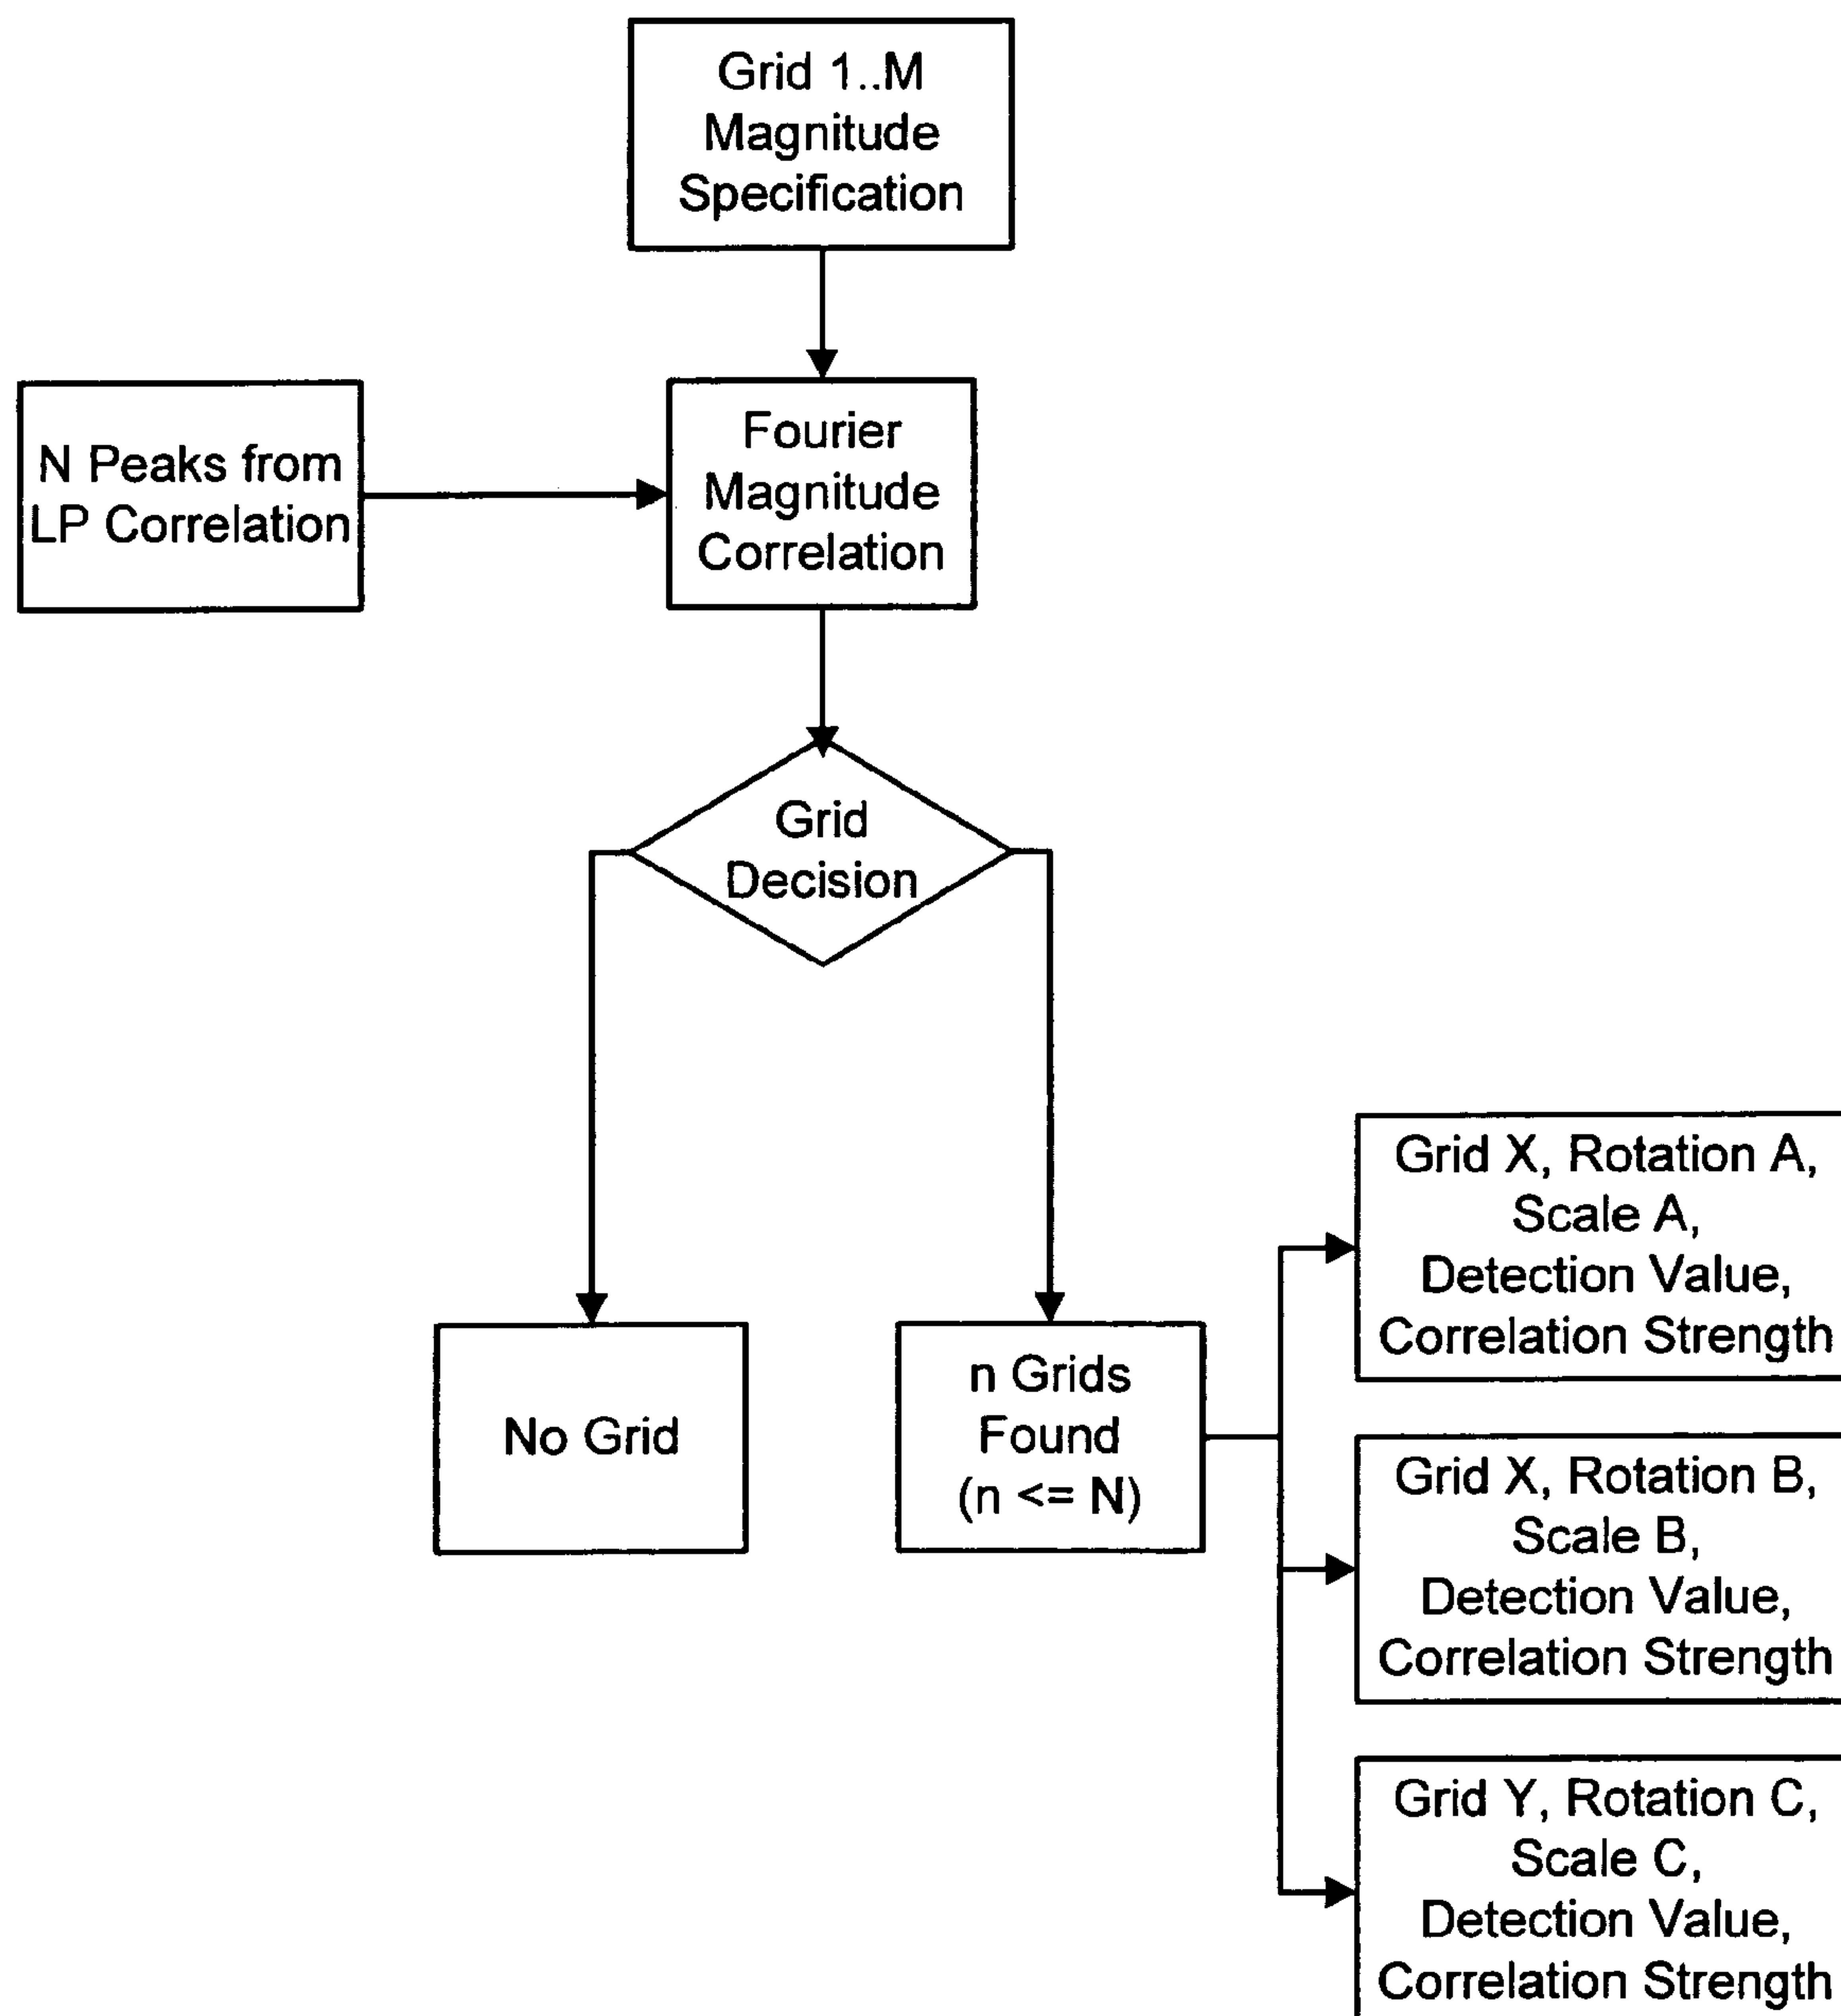 Grid 1..M
Magnitude
Specification
N Peaks from
LP Correlation
Fourier
Magnitude
Correlation
Grid
Decision
No Grid
n Grids
Found
(n <= N)
Grid X, Rotation A,
Scale A,
Detection Value,
Correlation Strength
Grid X, Rotation B,
Scale B,
Detection Value,
Correlation Strength
Grid Y, Rotation C,
Scale C,
Detection Value,
Correlation Strength